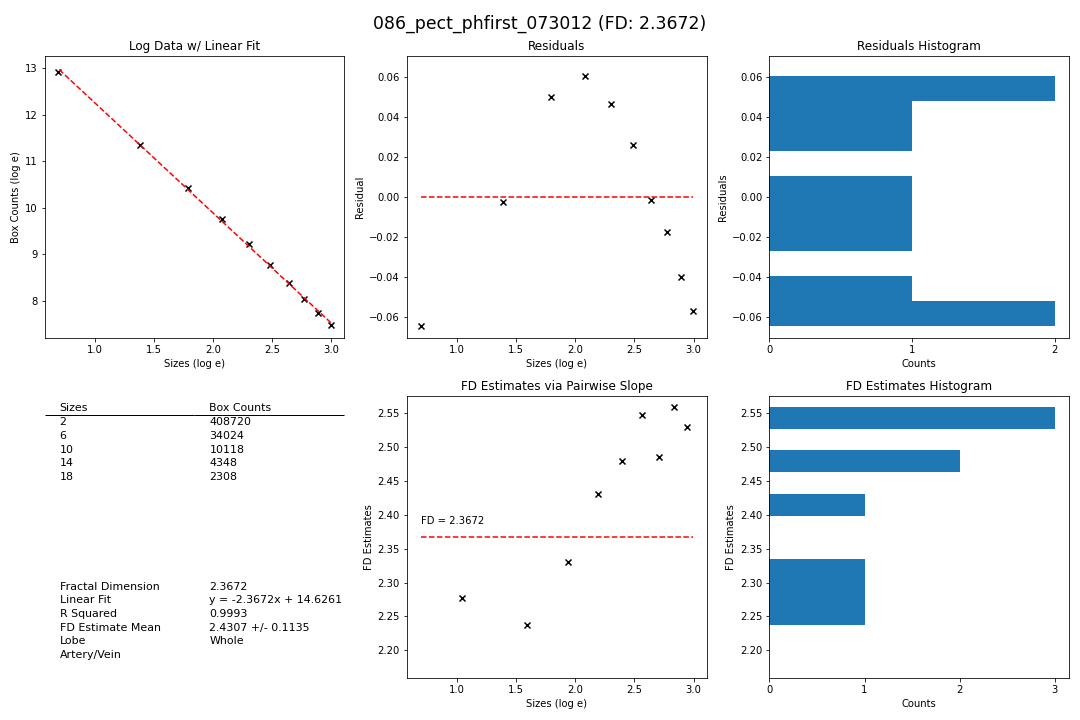 086_pect_phfirst_073012 (FD: 2.3672)
Log Data w/ Linear Fit
13
12
11
10
9
8
Box Counts (log e)
1.0 1.5 2.0 2.5 3.0
Sizes (log e)
Residuals
0.06
0.04
0.02
0.00
−0.02
−0.04
−0.06
Residual
1.0 1.5 2.0 2.5 3.0
Sizes (log e)
Residuals Histogram
0.06
0.04
0.02
0.00
−0.02
−0.04
−0.06
Residuals
0 1 2
Counts
Sizes Box Counts
2 408720
6 34024
10 10118
14 4348
18 2308
Fractal Dimension 2.3672
Linear Fit y = -2.3672x + 14.6261
R Squared 0.9993
FD Estimate Mean 2.4307 +/- 0.1135
Lobe Whole
Artery/Vein
FD Estimates via Pairwise Slope
2.55
2.50
2.45
2.40
2.35
2.30
2.25
2.20
FD Estimates
FD = 2.3672
1.0 1.5 2.0 2.5 3.0
Sizes (log e)
FD Estimates Histogram
2.55
2.50
2.45
2.40
2.35
2.30
2.25
2.20
FD Estimates
0 1 2 3
Counts